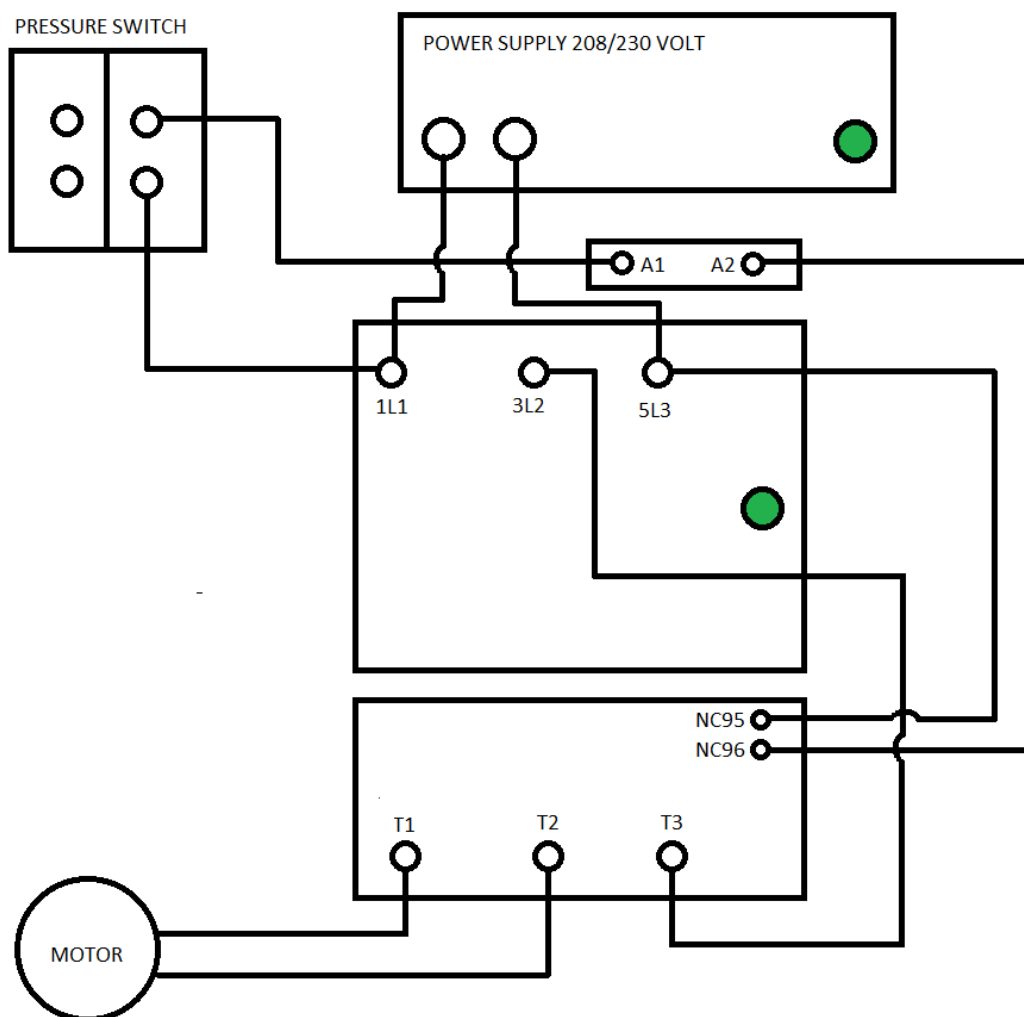 PRESSURE SWITCH
POWER SUPPLY 208/230 VOLT
A1
A2
1L1
3L2
5L3
NC95
NC96
T1
T2
T3
MOTOR